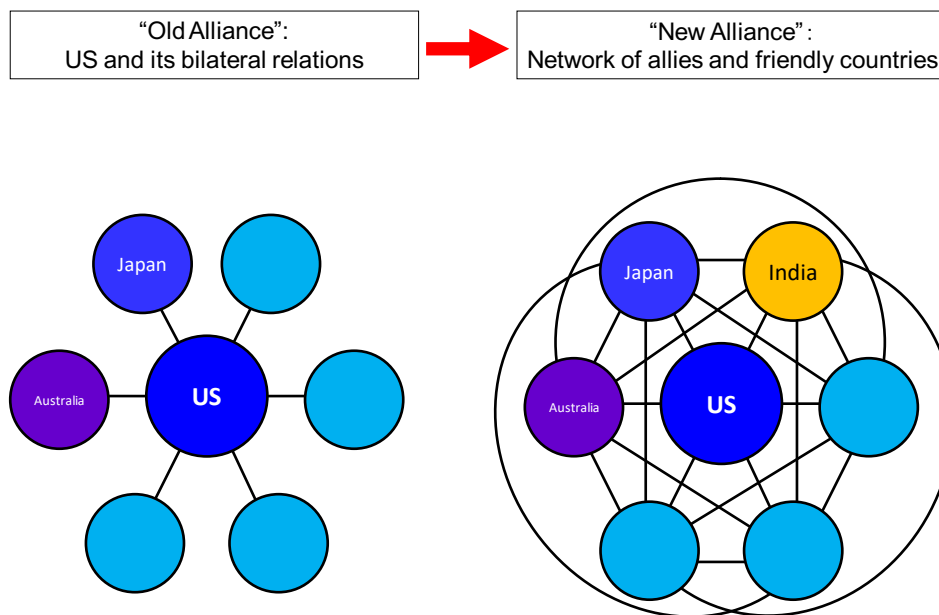 “Old Alliance”:
US and its bilateral relations
“New Alliance” :
Network of allies and friendly countries
Japan
US
Australia
Japan
India
Australia
US